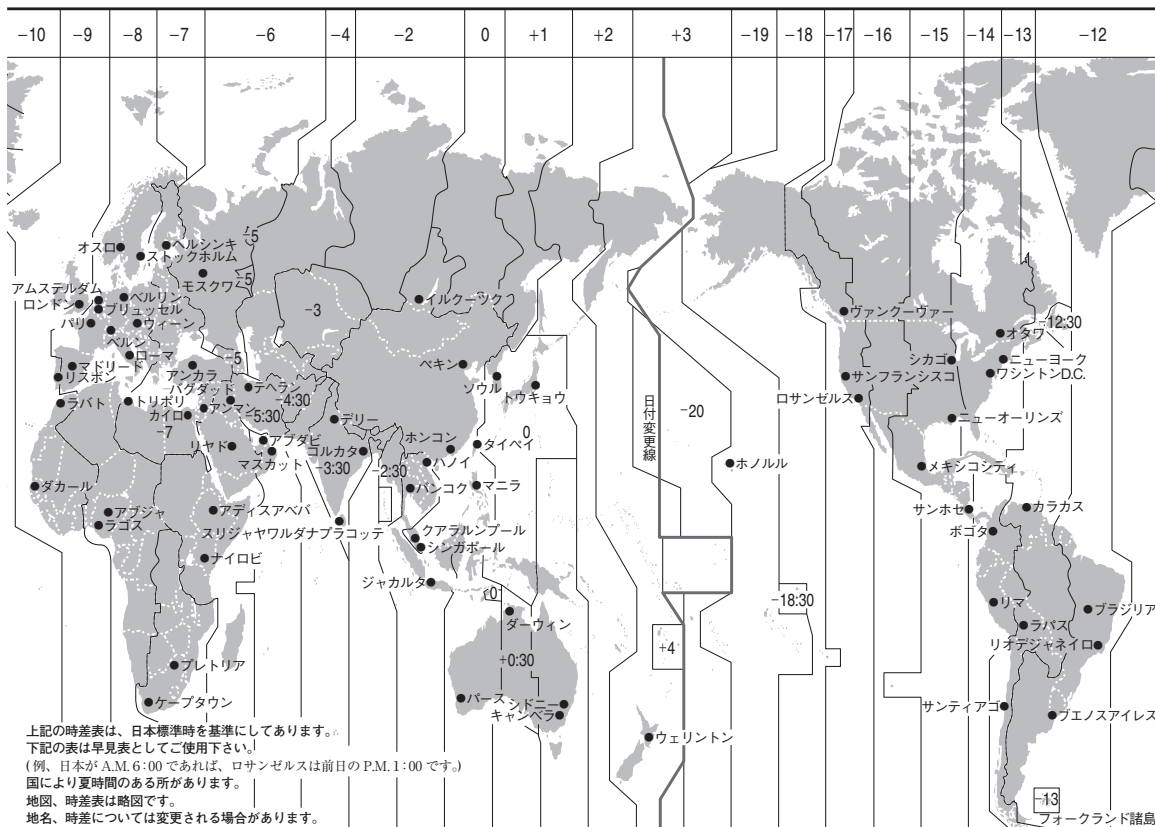 -10 -9 -8 -7 -6 -4 -2 0 +1 +2 +3 -19 -18 -17 -16 -15 -14 -13 -12
オスロ
ヘルシンキ
-5
ストックホルム
モスクワ
-5
アムステルダム
ロンドン
ベルリン
ブリュッセル
パリ
ウィーン
ベルン
ローマ
-5
マドリード
リスボン
アンカラ
バグダッド
テヘラン
-4:30
ラバト
トリポリ
カイロ
アンマン
-5:30
-7
リヤド
アブダビ
マスカット
デリー
コルカタ
-3:30
-2:30
-3
イルクーツク
ペキン
ソウル
トウキョウ
0
ホンコン
タイペイ
ハノイ
バンコク
マニラ
ダカール
アブジャ
ラゴス
アディスアベバ
スリジャヤワルダナプラコッテ
クアラルンプール
シンガポール
ナイロビ
ジャカルタ
0
ダーウィン
+0:30
プレトリア
ケープタウン
パース
シドニー
キャンベラ
ウェリントン
日付変更線
-20
+4
ホノルル
-18:30
-4
ヴァンクーヴァー
-12:30
オタワ
シカゴ
ニューヨーク
ワシントンD.C.
サンフランシスコ
ロサンゼルス
ニューオーリンズ
メキシコシティ
サンホセ
カラカス
ボゴタ
リマ
ブラジリア
ラパス
リオデジャネイロ
サンティアゴ
ブエノスアイレス
-13
フォークランド諸島
上記の時差表は、日本標準時を基準にしてあります。
下記の表は早見表としてご使用下さい。
(例、日本が A.M.6:00 であれば、ロサンゼルスは前日の P.M.1:00 です。)
国により夏時間のある所があります。
地図、時差表は略図です。
地名、時差については変更される場合があります。